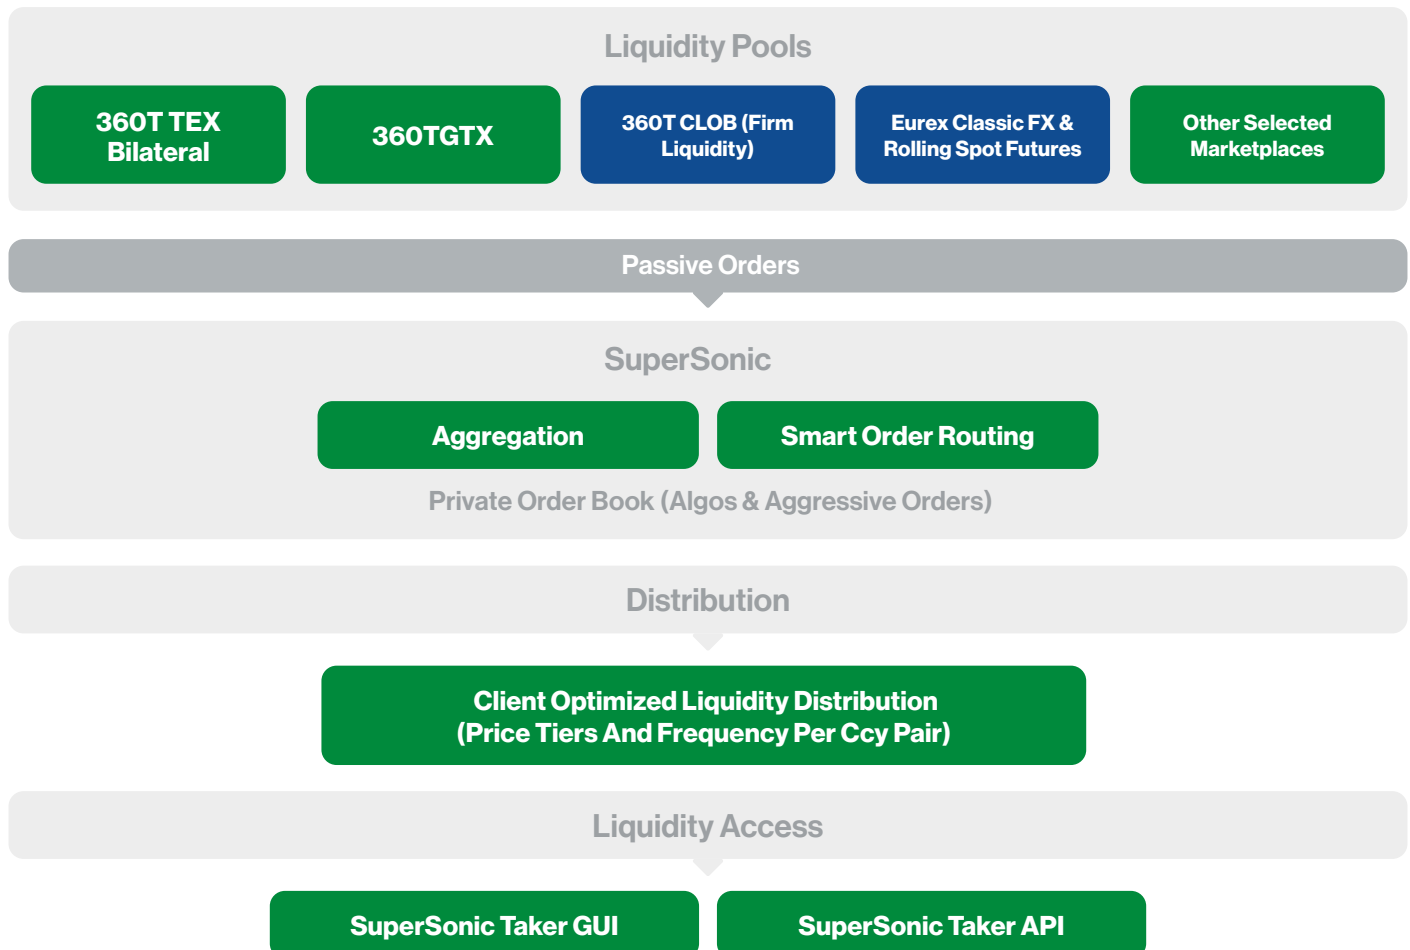 Liquidity Pools
360T TEX
Bilateral
360TGTX
360T CLOB (Firm
Liquidity)
Eurex Classic FX &
Rolling Spot Futures
Other Selected
Marketplaces
Passive Orders
SuperSonic
Aggregation
Smart Order Routing
Private Order Book (Algos & Aggressive Orders)
Distribution
Client Optimized Liquidity Distribution
(Price Tiers And Frequency Per Ccy Pair)
Liquidity Access
SuperSonic Taker GUI
SuperSonic Taker API